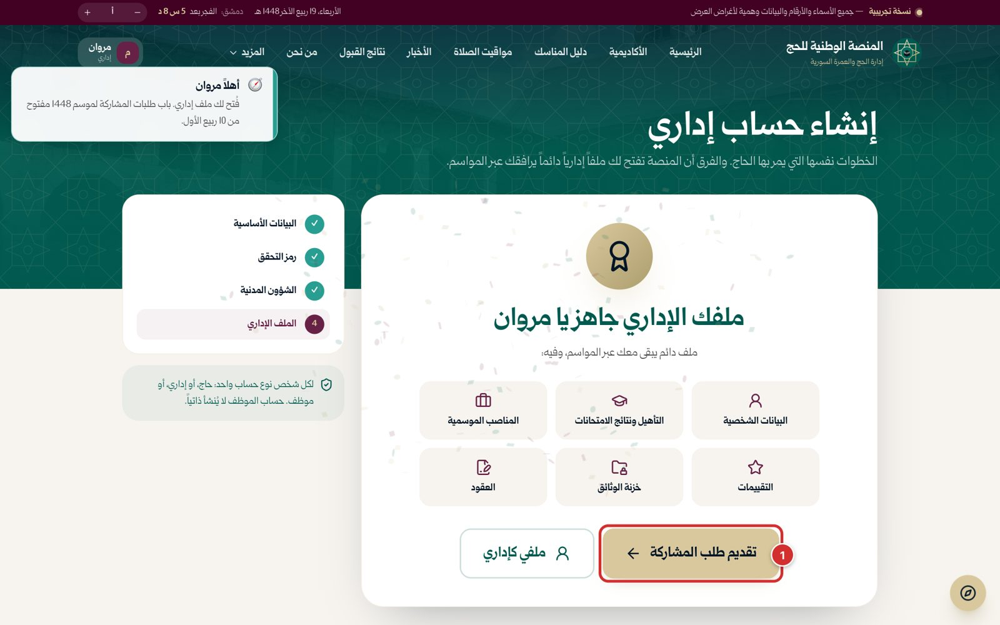 نسخة تجريبية — جميع الأسماء والأرقام والبيانات وهمية لأغراض العرض
الأربعاء، 19 ربيع الآخر 1448 هـ
دمشق: الفجر بعد 5 س 8 د
− أ +
المنصة الوطنية للحج
إدارة الحج والعمرة السورية
الرئيسية
الأكاديمية
دليل المناسك
مواقيت الصلاة
الأخبار
نتائج القبول
من نحن
المزيد
م
مروان
إداري
أهلاً مروان
فُتح لك ملف إداري. باب طلبات المشاركة لموسم 1448 مفتوح
من 10 ربيع الأول.
إنشاء حساب إداري
الخطوات نفسها التي يمر بها الحاج. والفرق أن المنصة تفتح لك ملفاً إدارياً دائماً يرافقك عبر المواسم.
ملفك الإداري جاهز يا مروان
ملف دائم يبقى معك عبر المواسم، وفيه:
البيانات الشخصية
التأهيل ونتائج الامتحانات
المناصب الموسمية
التقييمات
خزنة الوثائق
العقود
1
تقديم طلب المشاركة
ملفي كإداري
البيانات الأساسية
رمز التحقق
الشؤون المدنية
4 الملف الإداري
لكل شخص نوع حساب واحد: حاج، أو إداري، أو
موظف. حساب الموظف لا يُنشأ ذاتياً.